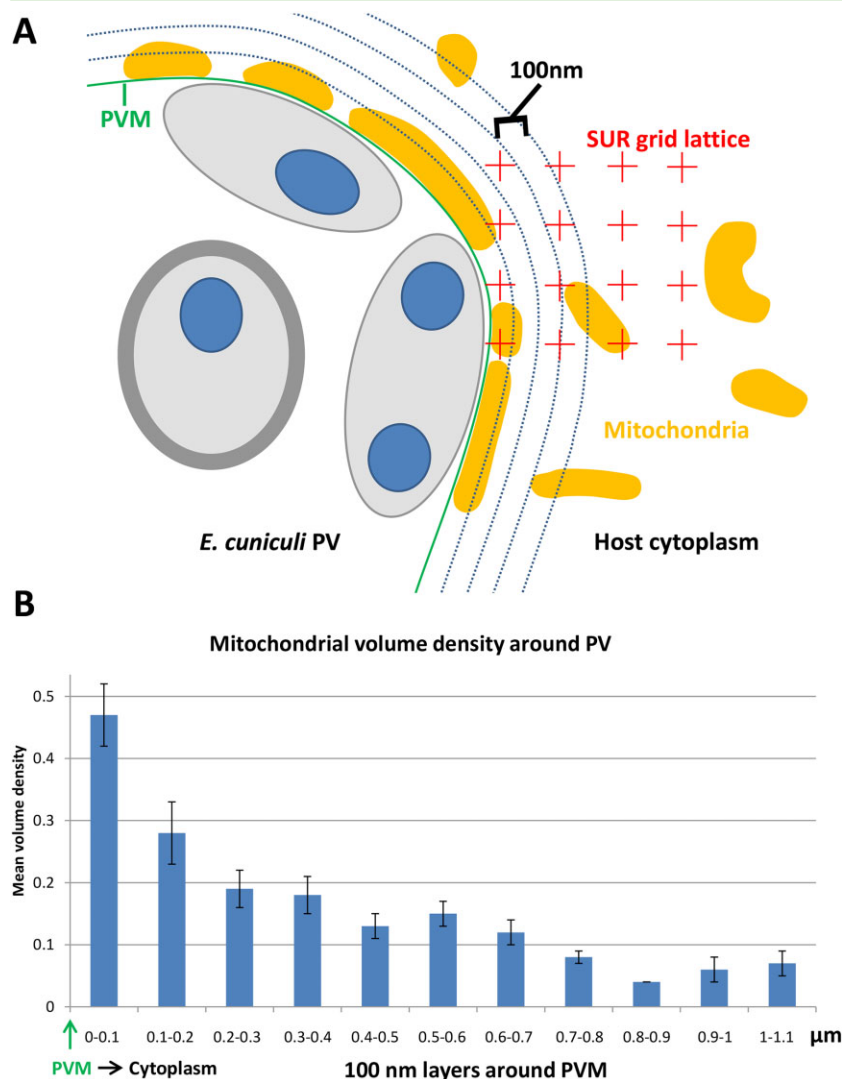 A
100nm
PVM
SUR grid lattice
Mitochondria
E. cuniculi PV
Host cytoplasm
B
Mitochondrial volume density around PV
Mean volume density
0.5
0.4
0.3
0.2
0.1
0
0-0.1 0.1-0.2 0.2-0.3 0.3-0.4 0.4-0.5 0.5-0.6 0.6-0.7 0.7-0.8 0.8-0.9 0.9-1 1-1.1 μm
PVM → Cytoplasm 100 nm layers around PVM